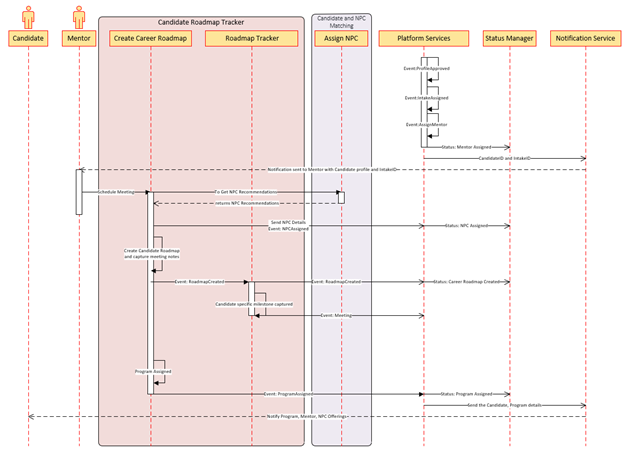 Candidate Roadmap Tracker
Candidate and NPC
Matching
Candidate
Mentor
Create Career Roadmap
Roadmap Tracker
Assign NPC
Platform Services
Status Manager
Notification Service
Event:ProfileApproved
Event:IntakeAssigned
Event:AssignMentor
Status: Mentor Assigned
CandidateID and IntakeID
Notification sent to Mentor with Candidate profile and IntakeID
Schedule Meeting
To Get NPC Recommendations
returns NPC Recommendations
Send NPC Details
Event: NPCAssigned
Status: NPC Assigned
Create Candidate Roadmap
and capture meeting notes
Event: RoadmapCreated
Event: RoadmapCreated
Status: Career Roadmap Created
Candidate specific milestone captured
Event: Meeting
Program Assigned
Event: ProgramAssigned
Status: Program Assigned
Send the Candidate, Program details
Notify Program, Mentor, NPC Offerings